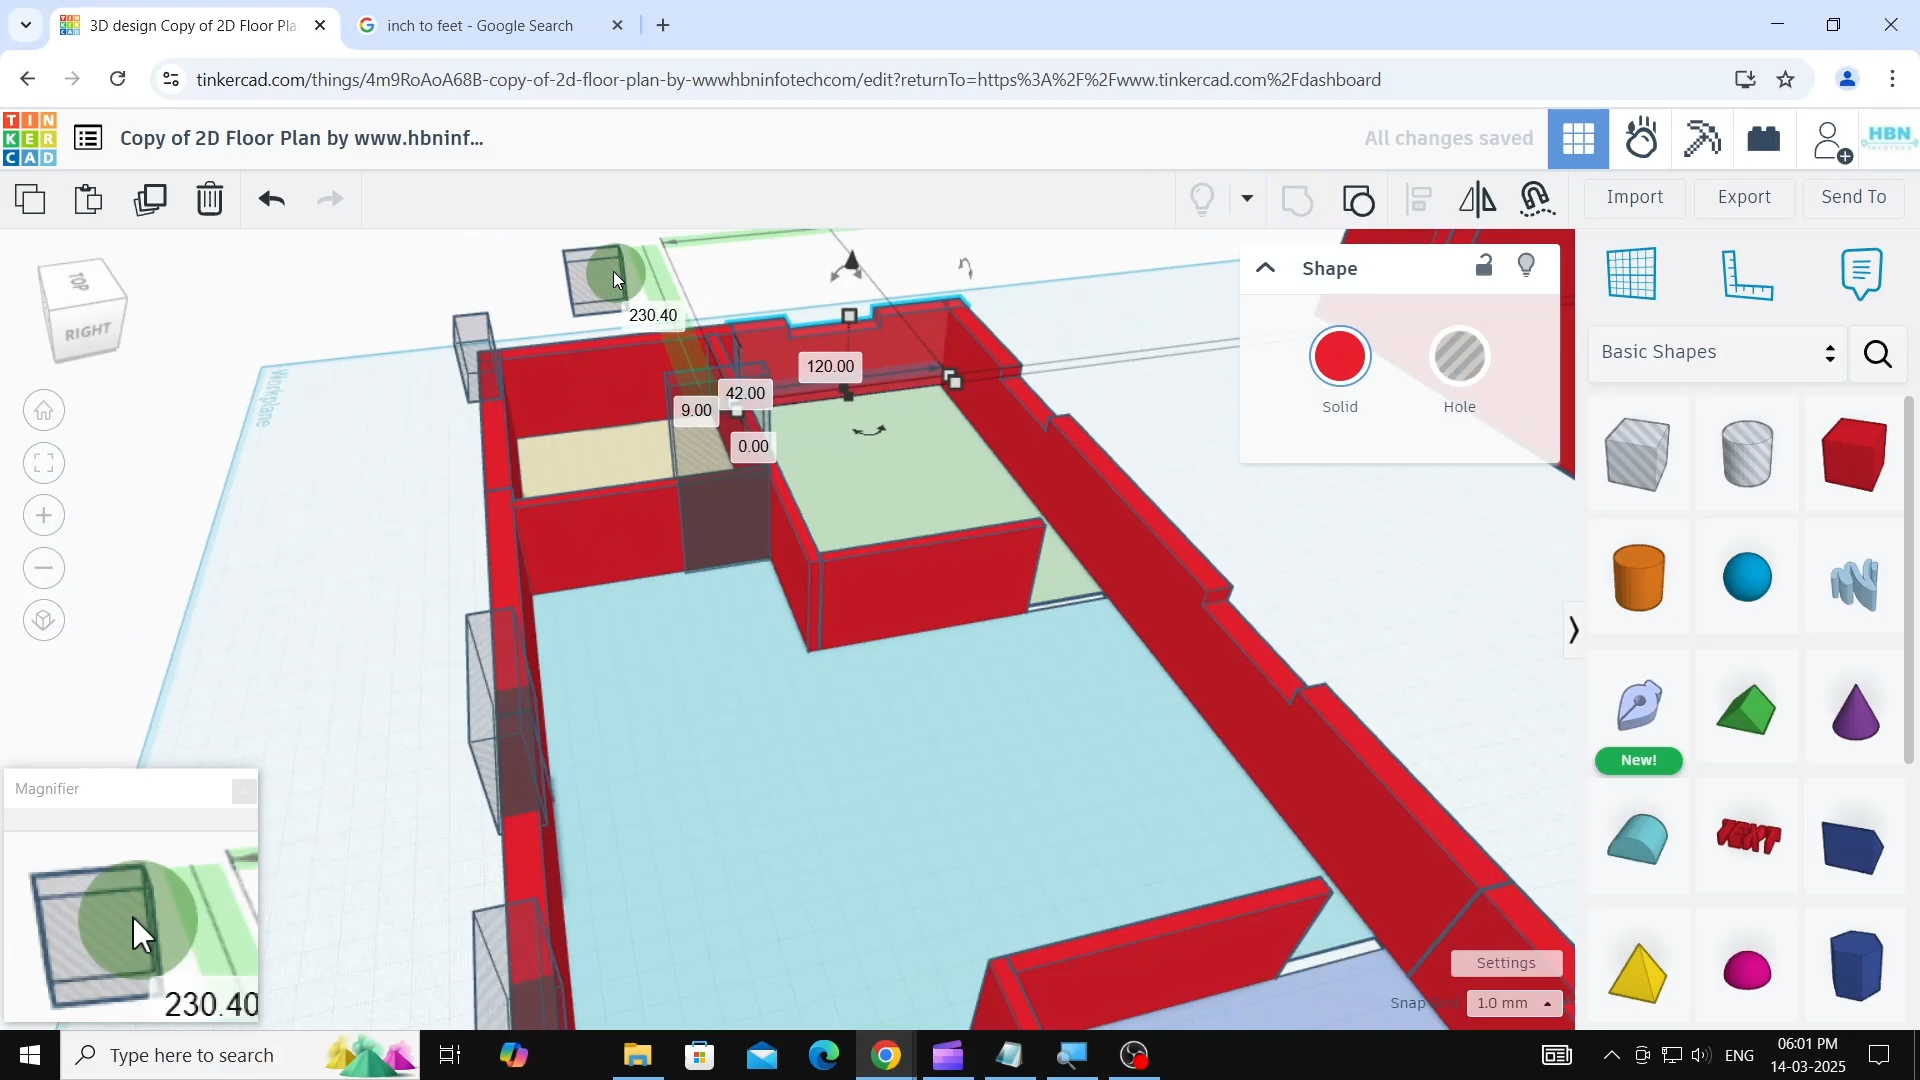 3D design Copy of 2D Floor Pla
inch to feet - Google Search
tinkercad.com/things/4m9RoAoA68B-copy-of-2d-floor-plan-by-wwwhbninfotechcom/edit?returnTo=https%3A%2F%2Fwww.tinkercad.com%2Fdashboard
TIN
KER
CAD
Copy of 2D Floor Plan by www.hbninf...
All changes saved
HBN
Import
Export
Send To
TOP
RIGHT
Workplane
230.40
120.00
42.00
9.00
0.00
Shape
Solid
Hole
Basic Shapes
New!
TEXT
Settings
Snap
1.0 mm
Magnifier
230.40
Type here to search
ENG
06:01 PM
14-03-2025